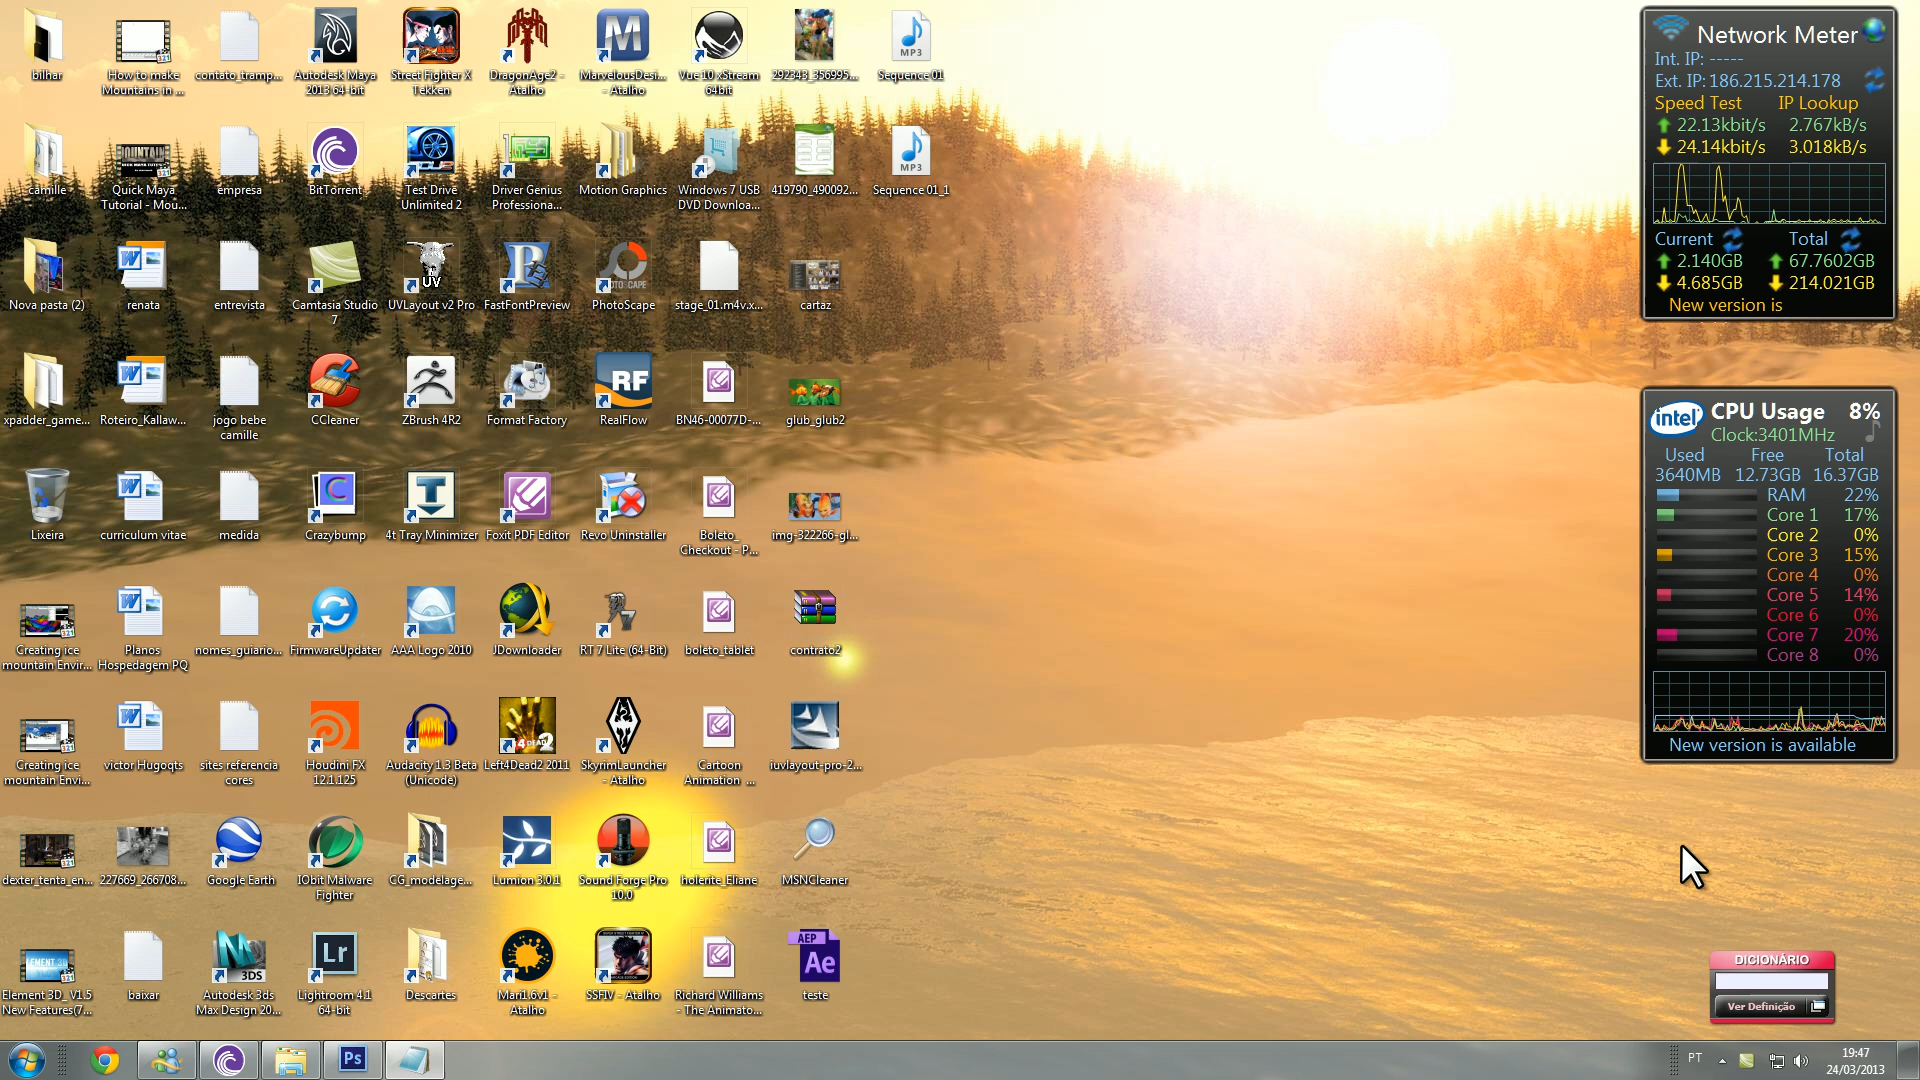 bilhar
How to make
Mountains in ...
contato_tramp...
Autodesk Maya
2013 64-bit
Street Fighter X
Tekken
DragonAge2 -
Atalho
MarvelousDesi...
- Atalho
Vue 10 xStream
64bit
292343_356995...
MP3
Sequence 01
camille
Quick Maya
Tutorial - Mou...
empresa
BitTorrent
Test Drive
Unlimited 2
Driver Genius
Professiona...
Motion Graphics
Windows 7 USB
DVD Downloa...
419790_490092...
MP3
Sequence 01_1
Nova pasta (2)
renata
entrevista
Camtasia Studio
7
UV
UVLayout v2 Pro
FastFontPreview
PhotoScape
stage_01.m4v.x...
cartaz
xpadder_game...
Roteiro_Kallaw...
jogo bebe
camille
CCleaner
ZBrush 4R2
Format Factory
RF
RealFlow
BN46-00077D-...
glub_glub2
Lixeira
curriculum vitae
medida
Crazybump
4t Tray Minimizer
Foxit PDF Editor
Revo Uninstaller
Boleto_
Checkout - P...
img-322266-gl...
Creating ice
mountain Envir...
Planos
Hospedagem PQ
nomes_guiario...
FirmwareUpdater
AAA Logo 2010
JDownloader
RT 7 Lite (64-Bit)
boleto_tablet
contrato2
Creating ice
mountain Envi...
victor Hugoqts
sites referencia
cores
Houdini FX
12.1.125
Audacity 1.3 Beta
(Unicode)
Left4Dead2 2011
SkyrimLauncher
- Atalho
Cartoon
Animation_...
iuvlayout-pro-2...
dexter_tenta_en...
227669_266708...
Google Earth
IObit Malware
Fighter
CG_modelage...
Lumion 3.0.1
Sound Forge Pro
10.0
holerite_Eliane
MSNCleaner
Element 3D_ V1.5
New Features(7...
baixar
3DS
Autodesk 3ds
Max Design 20...
Lr
Lightroom 4.1
64-bit
Descartes
Mari1.6v1 -
Atalho
SSFIV - Atalho
Richard Williams
- The Animato...
AEP
Ae
teste
Network Meter
Int. IP: -----
Ext. IP: 186.215.214.178
Speed Test IP Lookup
22.13kbit/s 2.767kB/s
24.14kbit/s 3.018kB/s
Current Total
2.140GB 67.7602GB
4.685GB 214.021GB
New version is
intel CPU Usage 8%
Clock:3401MHz
Used Free Total
3640MB 12.73GB 16.37GB
RAM 22%
Core 1 17%
Core 2 0%
Core 3 15%
Core 4 0%
Core 5 14%
Core 6 0%
Core 7 20%
Core 8 0%
New version is available
DICIONÁRIO
Ver Definição
Ps
PT
19:47
24/03/2013